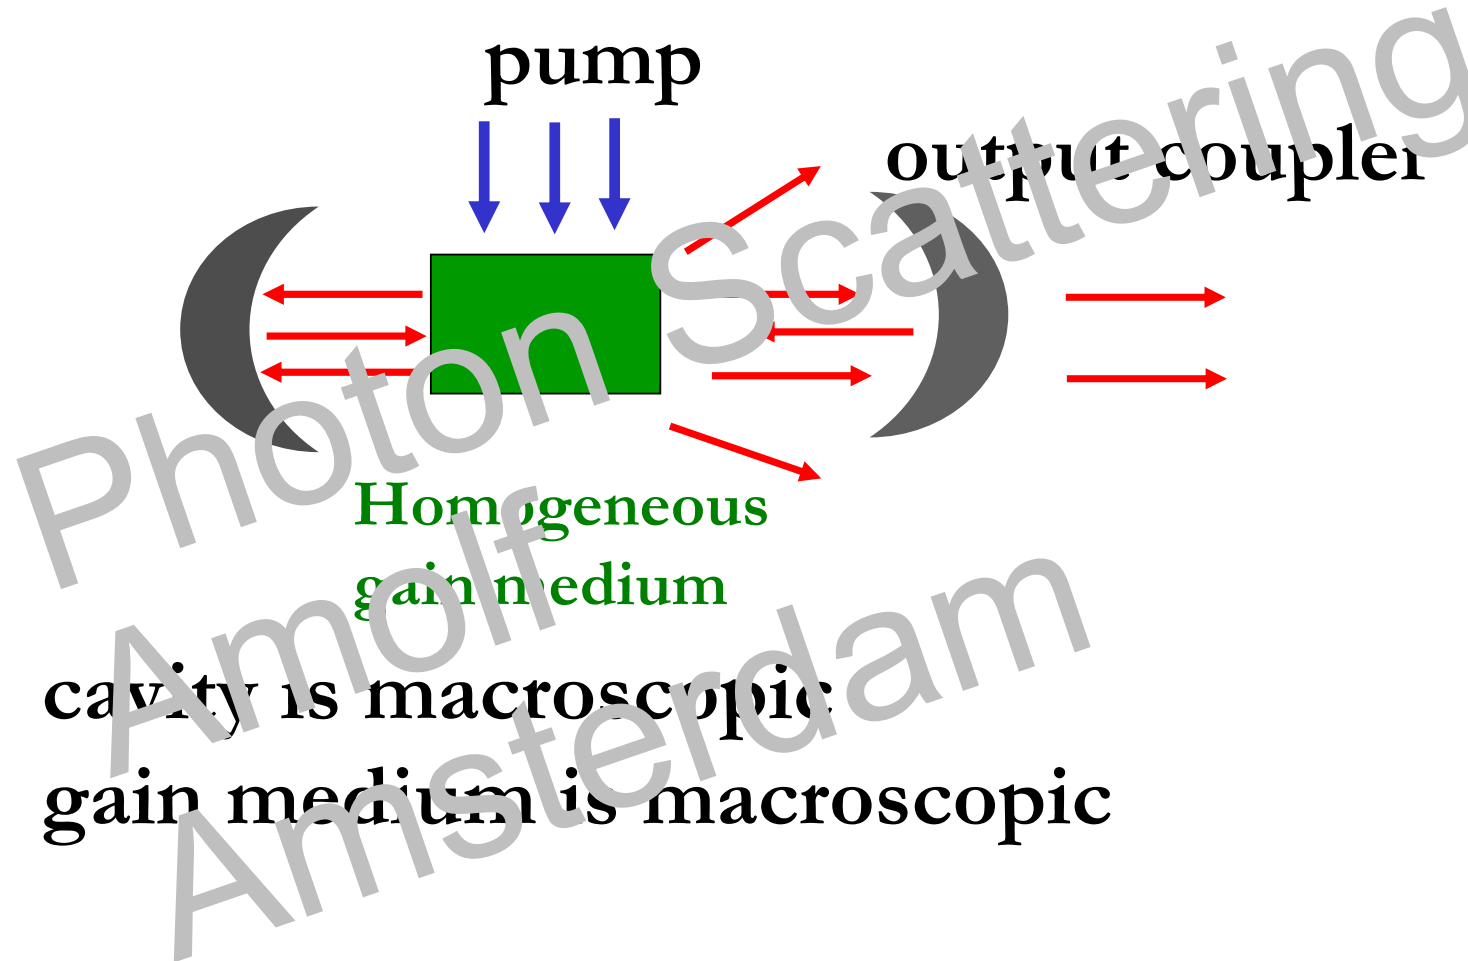 pump
output coupler
Homogeneous
gain medium
cavity is macroscopic
gain medium is macroscopic
Photon Scattering
Amolf
Amsterdam